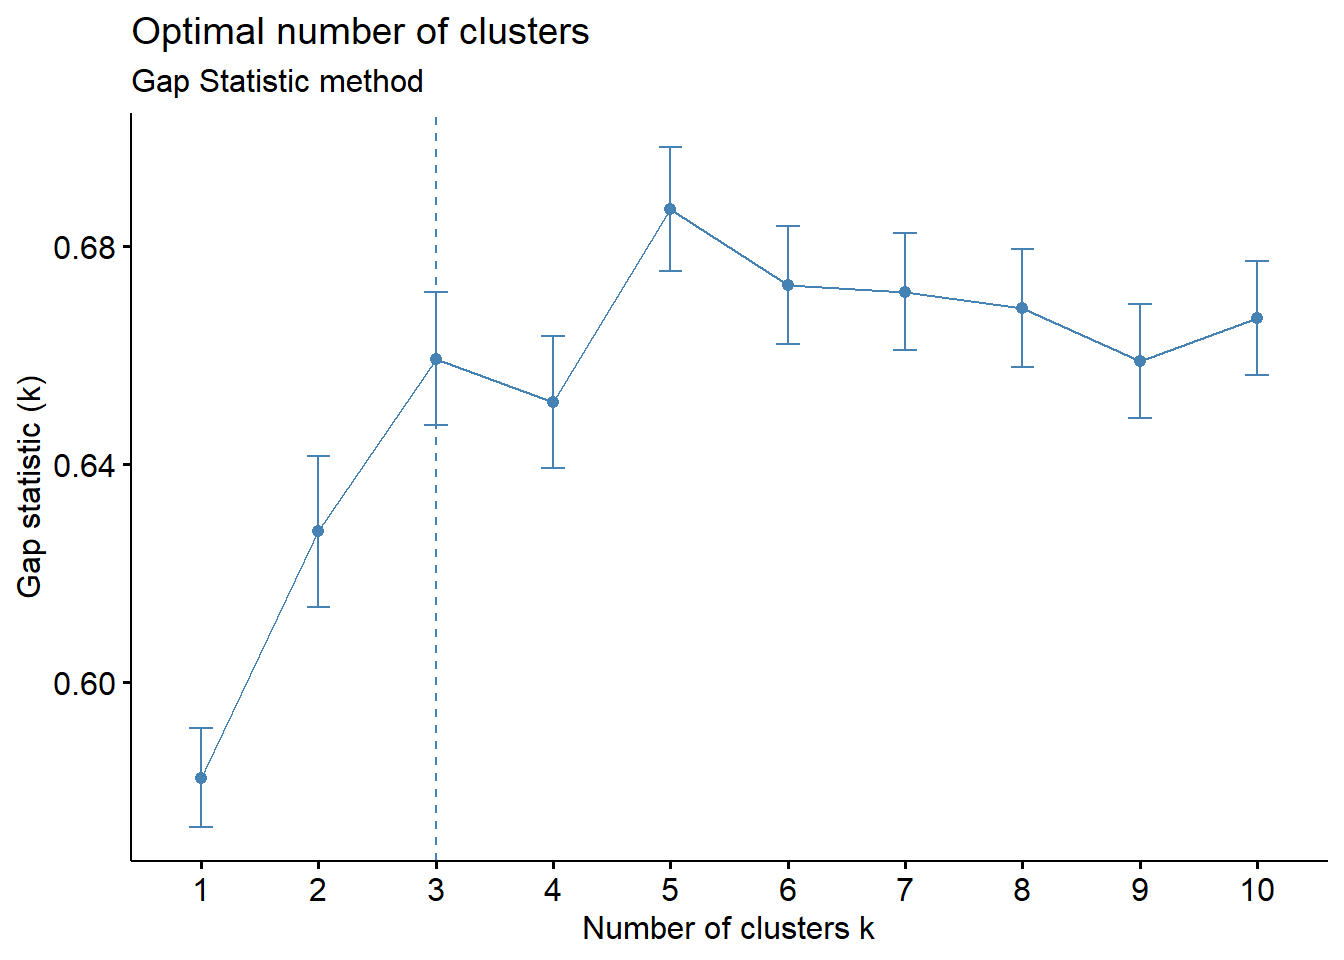 Optimal number of clusters
Gap Statistic method
Gap statistic (k)
0.68
0.64
0.60
1 2 3 4 5 6 7 8 9 10
Number of clusters k